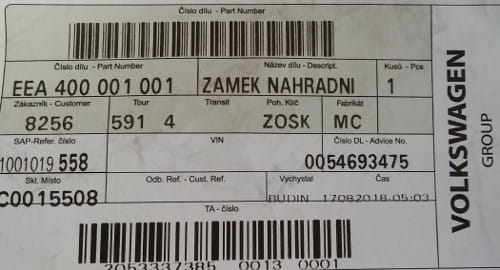 Číslo dílu - Part Number
Číslo dílu - Part Number Název dílu - Descript. Kusů - Pcs
EEA 400 001 001 ZAMEK NAHRADNI 1
Zákazník - Customer Tour Transit Poh. Klíč Fabrikát
8256 591 4 ZOSK MC
SAP-Refer. číslo VIN Číslo DL - Advice No.
1001019 558 0054693475
Skl. Místo Odb. Ref. - Cust. Ref. Vychystal Čas
C0015508 BUDIN 17082018-05:03
TA - číslo
2053337385 0013 0001
VOLKSWAGEN
GROUP